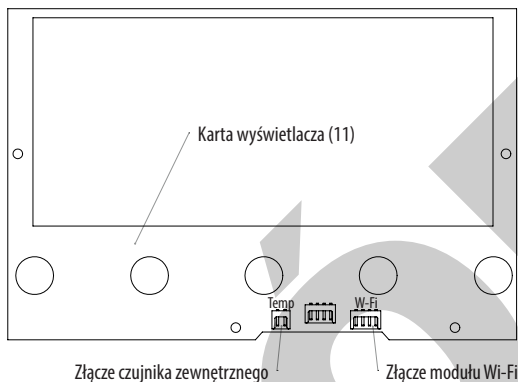 Karta wyświetlacza (11)
Temp
W-Fi
Złącze czujnika zewnętrznego
Złącze modułu Wi-Fi